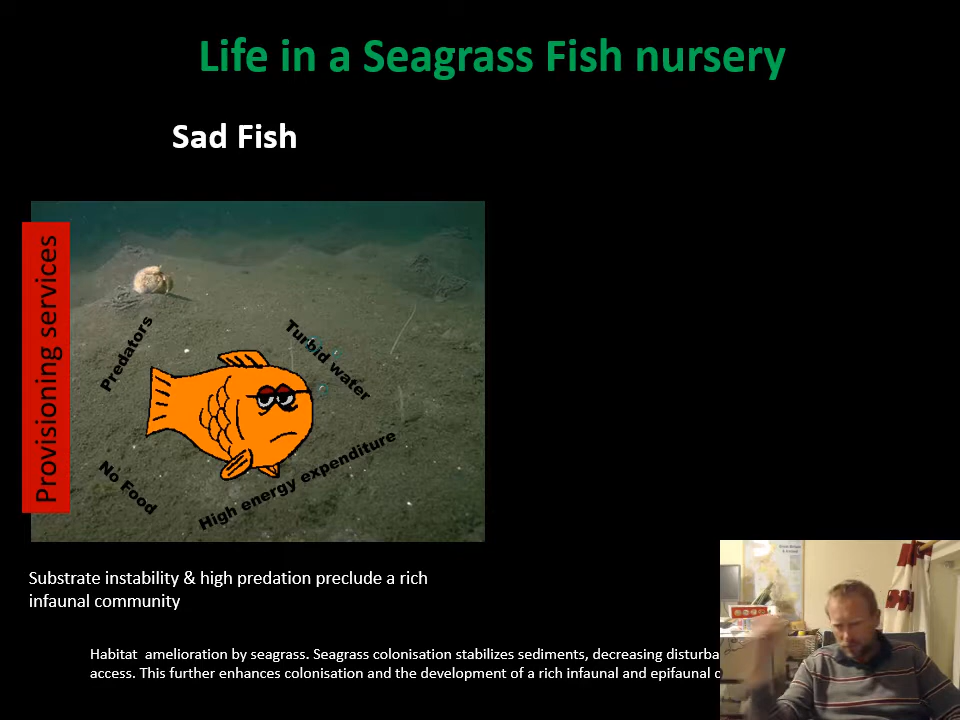 Life in a Seagrass Fish nursery
Sad Fish
Provisioning services
Predators
Turbid water
No Food
High energy expenditure
Substrate instability & high predation preclude a rich
infaunal community
Habitat amelioration by seagrass. Seagrass colonisation stabilizes sediments, decreasing disturba
access. This further enhances colonisation and the development of a rich infaunal and epifaunal c